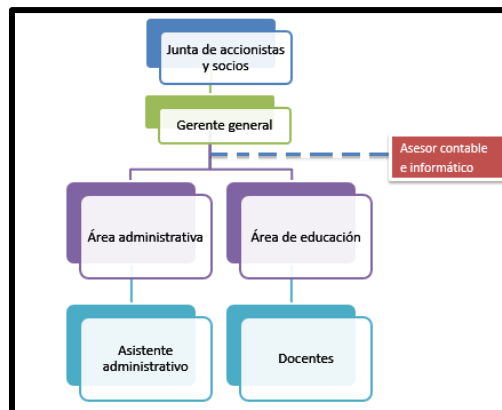 Junta de accionistas
y socios
Gerente general
Asesor contable
e informático
Área administrativa
Área de educación
Asistente
administrativo
Docentes